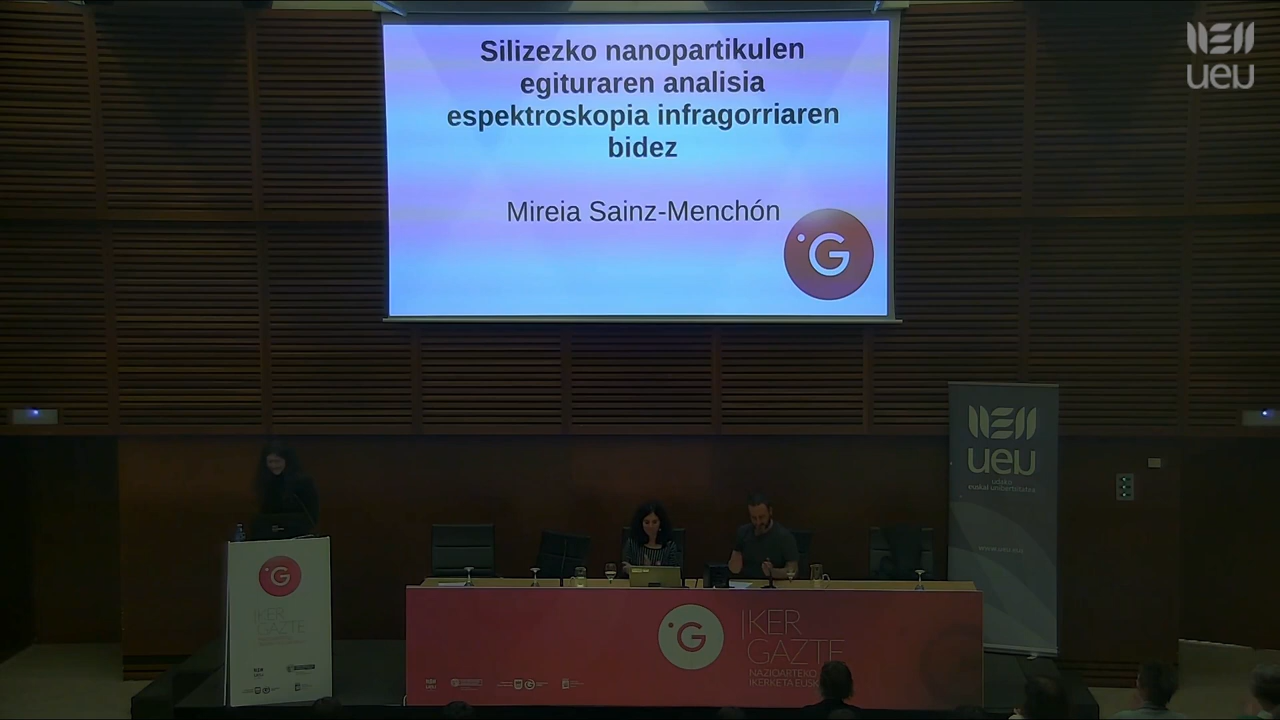 Silizezko nanopartikulen
egituraren analisia
espektroskopia infragorriaren
bidez
Mireia Sainz-Menchón
G
ueu
ueu
udako
euskal unibertsitatea
G
IKER
GAZTE
G
IKER
GAZTE
NAZIOARTEKO
IKERKETA EUSK